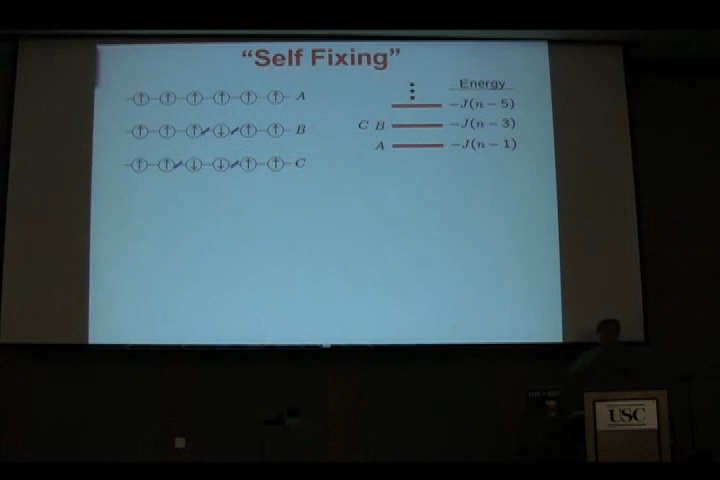 “Self Fixing”
Energy
A
−J(n − 5)
B
C B
−J(n − 3)
A
−J(n − 1)
C
USC